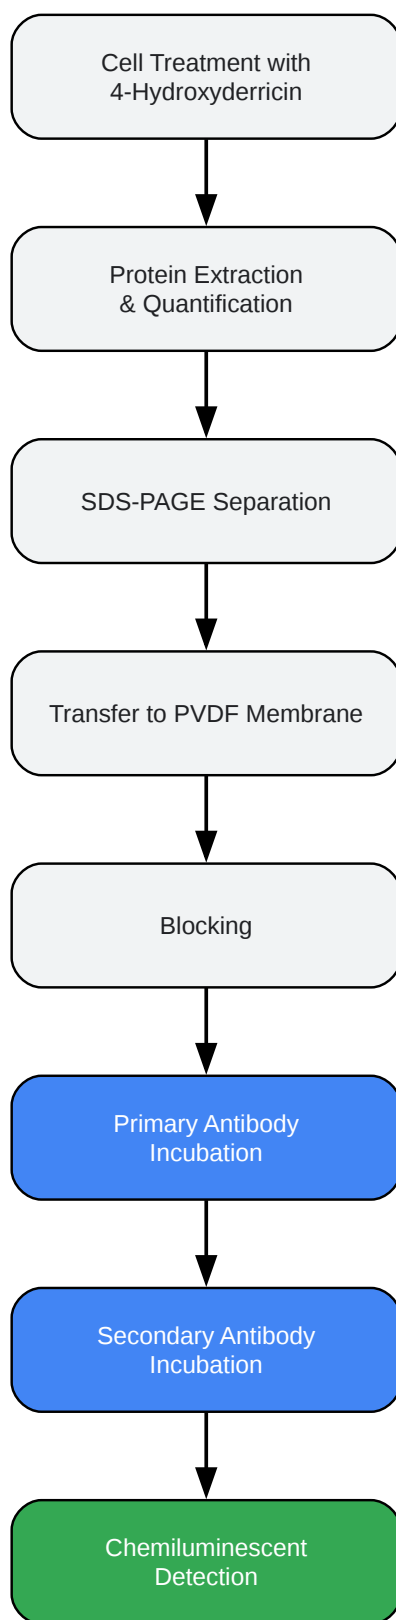 Cell Treatment with
4-Hydroxyderricin
Protein Extraction
& Quantification
SDS-PAGE Separation
Transfer to PVDF Membrane
Blocking
Primary Antibody
Incubation
Secondary Antibody
Incubation
Chemiluminescent
Detection